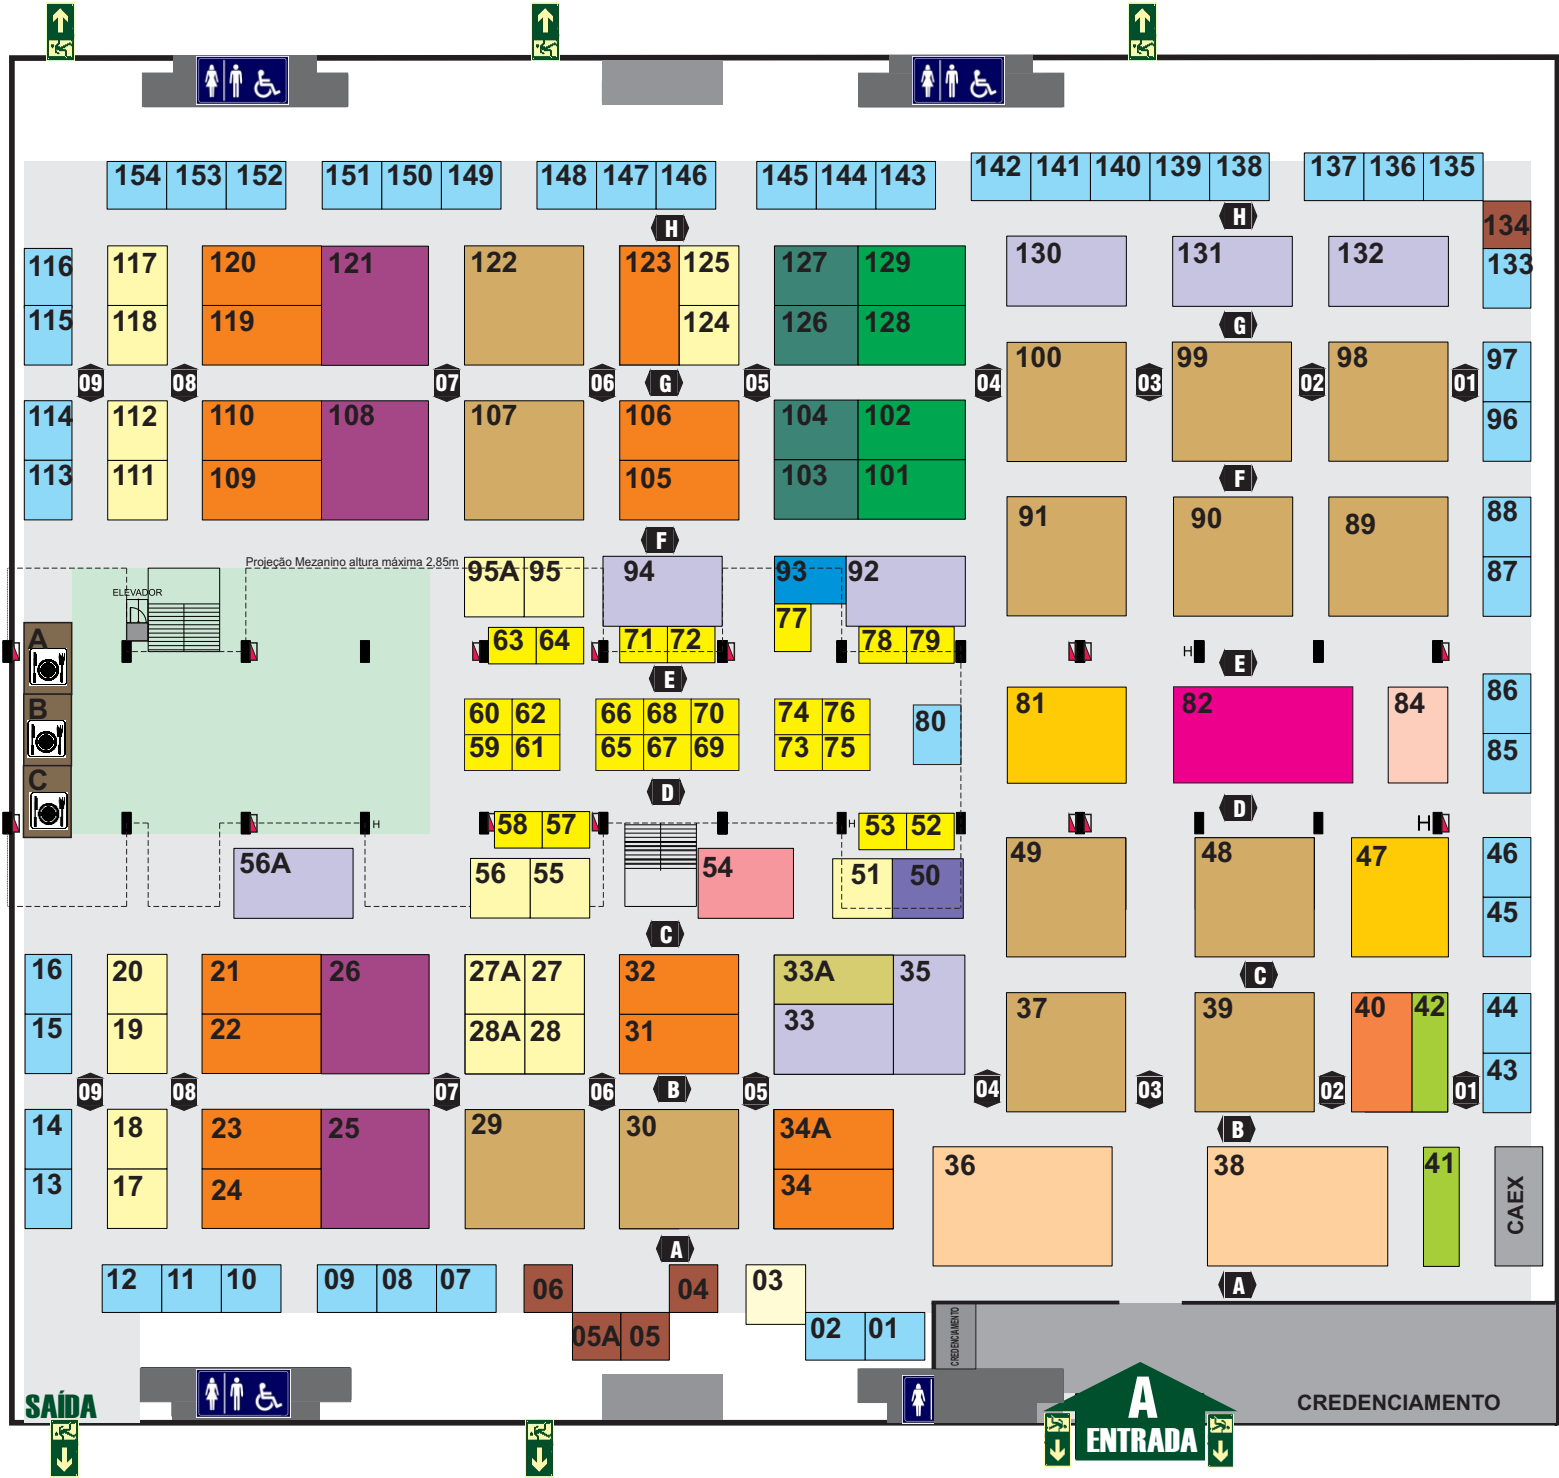 142 141 140 139 138 137 136 135
154 153 152 151 150 149 148 147 146 145 144 143
H H
134
116 117 120 121 122 123 125 127 129 130 131 132 133
115 118 119 124 126 128
G
100 99 98 97
09 08 07 06 G 05 04 03 02 01
114 112 110 108 107 106 104 102 96
113 111 109 105 103 101
F
91 90 89 88
F
Projeção Mezanino altura máxima 2,85m
95A 95 94 93 92 87
ELEVADOR
77
A 63 64 71 72 78 79
H E
E
86
B 60 62 66 68 70 74 76 80 81 82 84
59 61 65 67 69 73 75 85
C D
D
H 58 57 H 53 52 H
56A 56 55 54 51 50 49 48 47 46
45
C
16 20 21 26 27A 27 32 33A 35 C
15 19 22 28A 28 31 33 37 39 40 42 44
43
09 08 07 06 B 05 04 03 02 01
14 18 23 25 29 30 34A B
13 17 24 34 36 38 41
CAEX
A
12 11 10 09 08 07 06 04 03 A
05A 05 02 01
CREDENCIAMENTO
SAÍDA
A
ENTRADA
CREDENCIAMENTO